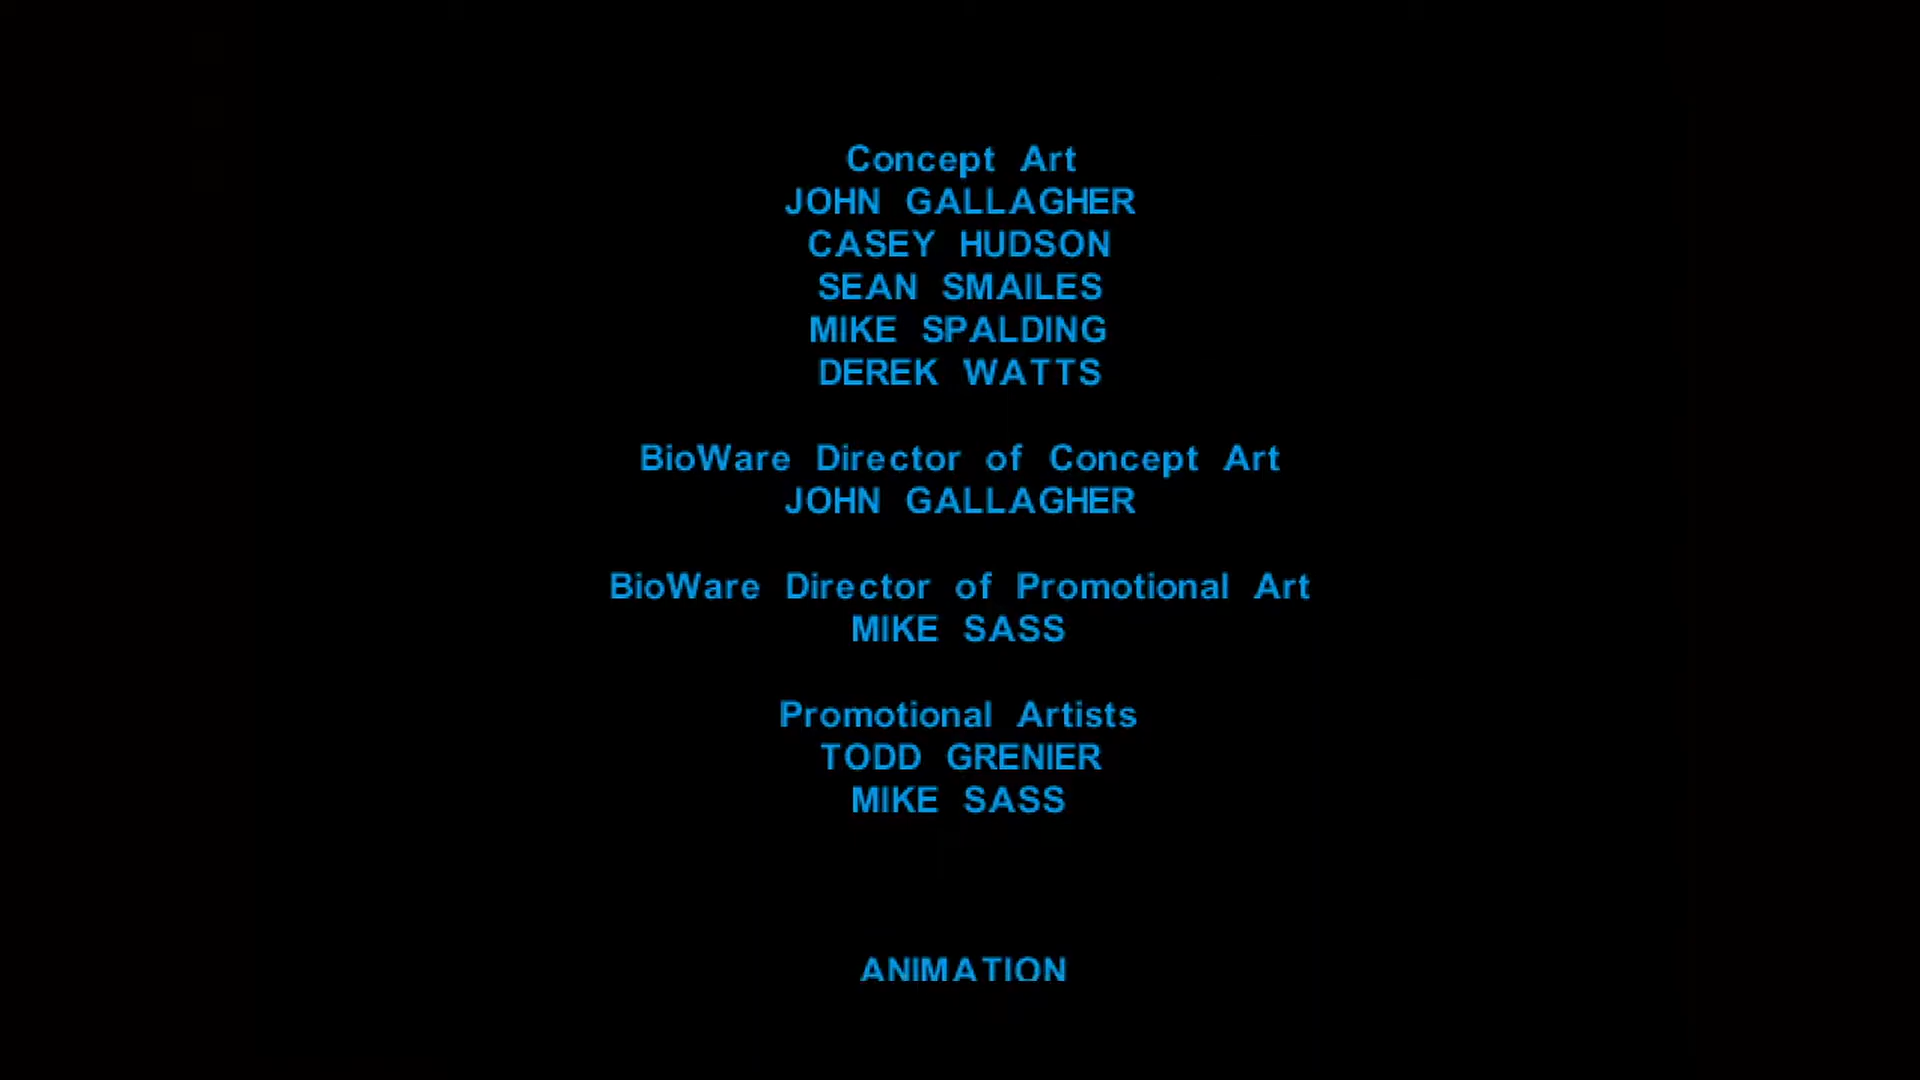 Concept Art
JOHN GALLAGHER
CASEY HUDSON
SEAN SMAILES
MIKE SPALDING
DEREK WATTS
BioWare Director of Concept Art
JOHN GALLAGHER
BioWare Director of Promotional Art
MIKE SASS
Promotional Artists
TODD GRENIER
MIKE SASS
ANIMATION